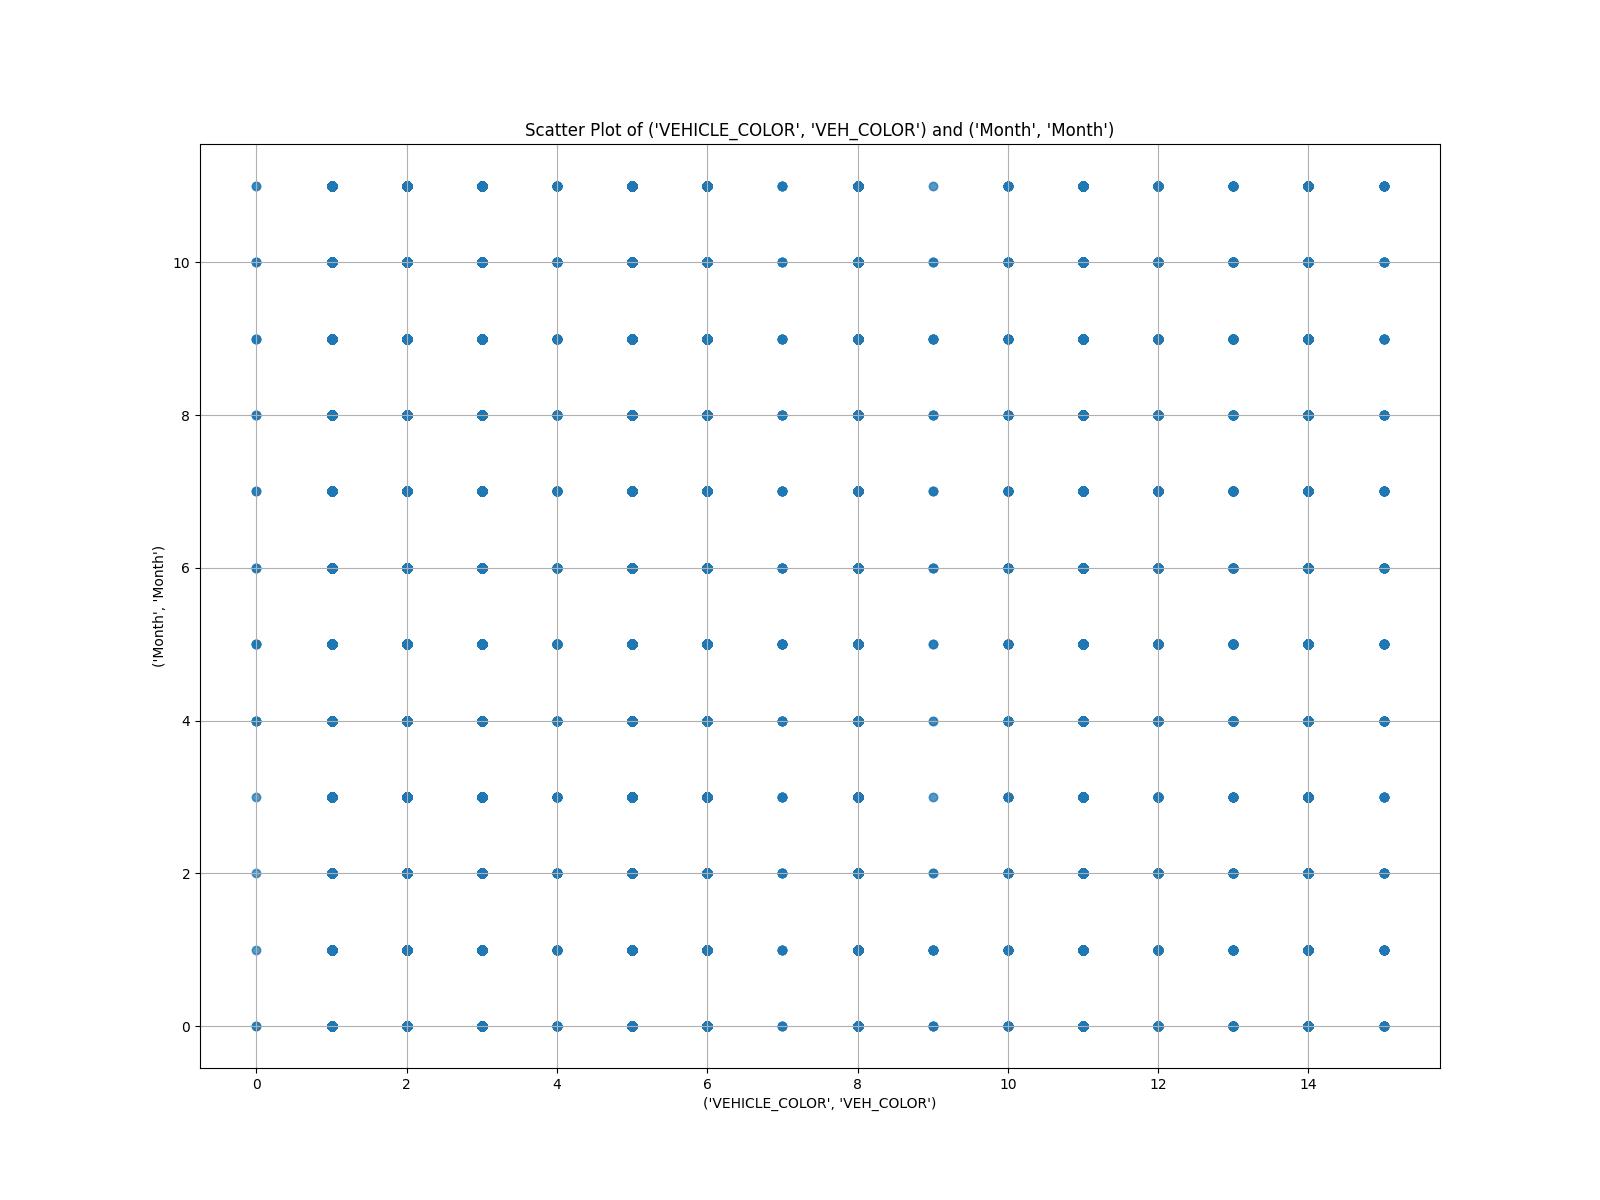 Scatter Plot of ('VEHICLE_COLOR', 'VEH_COLOR') and ('Month', 'Month')
10
8
6
4
2
0
('Month', 'Month')
0 2 4 6 8 10 12 14
('VEHICLE_COLOR', 'VEH_COLOR')